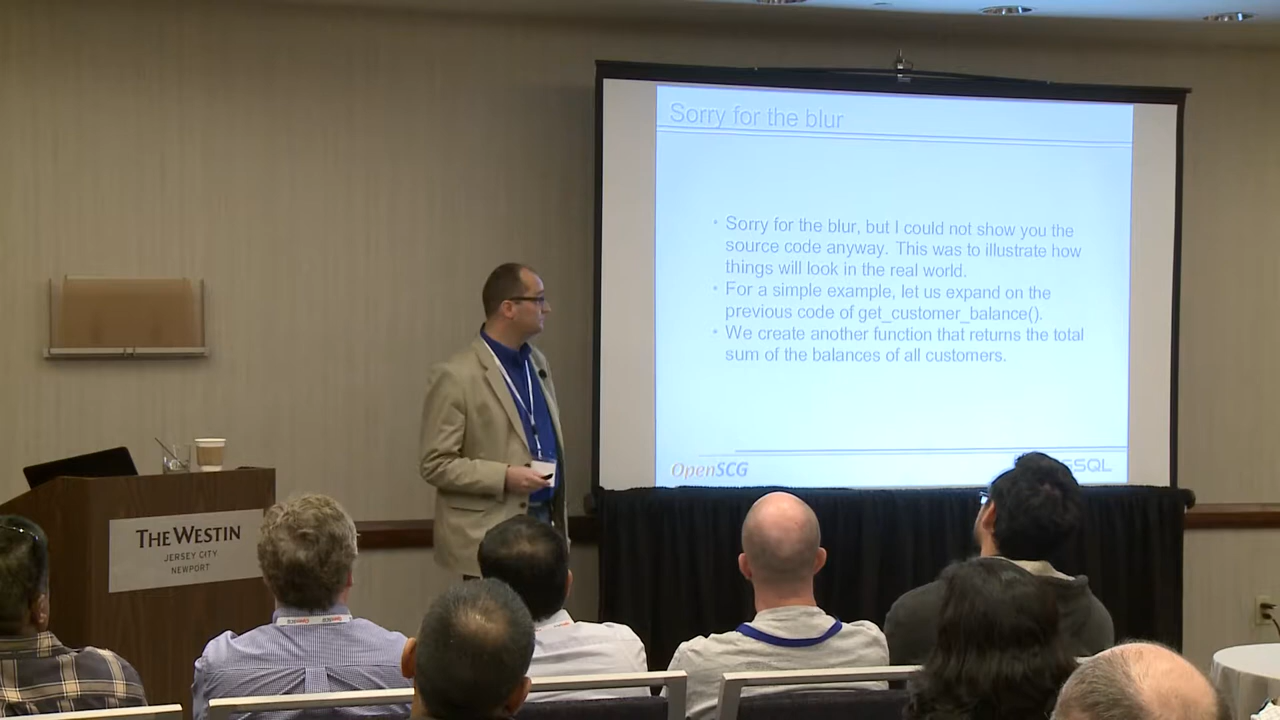 Sorry for the blur
• Sorry for the blur, but I could not show you the
source code anyway. This was to illustrate how
things will look in the real world.
• For a simple example, let us expand on the
previous code of get_customer_balance().
• We create another function that returns the total
sum of the balances of all customers.
OpenSCG
SQL
THE WESTIN
JERSEY CITY
NEWPORT